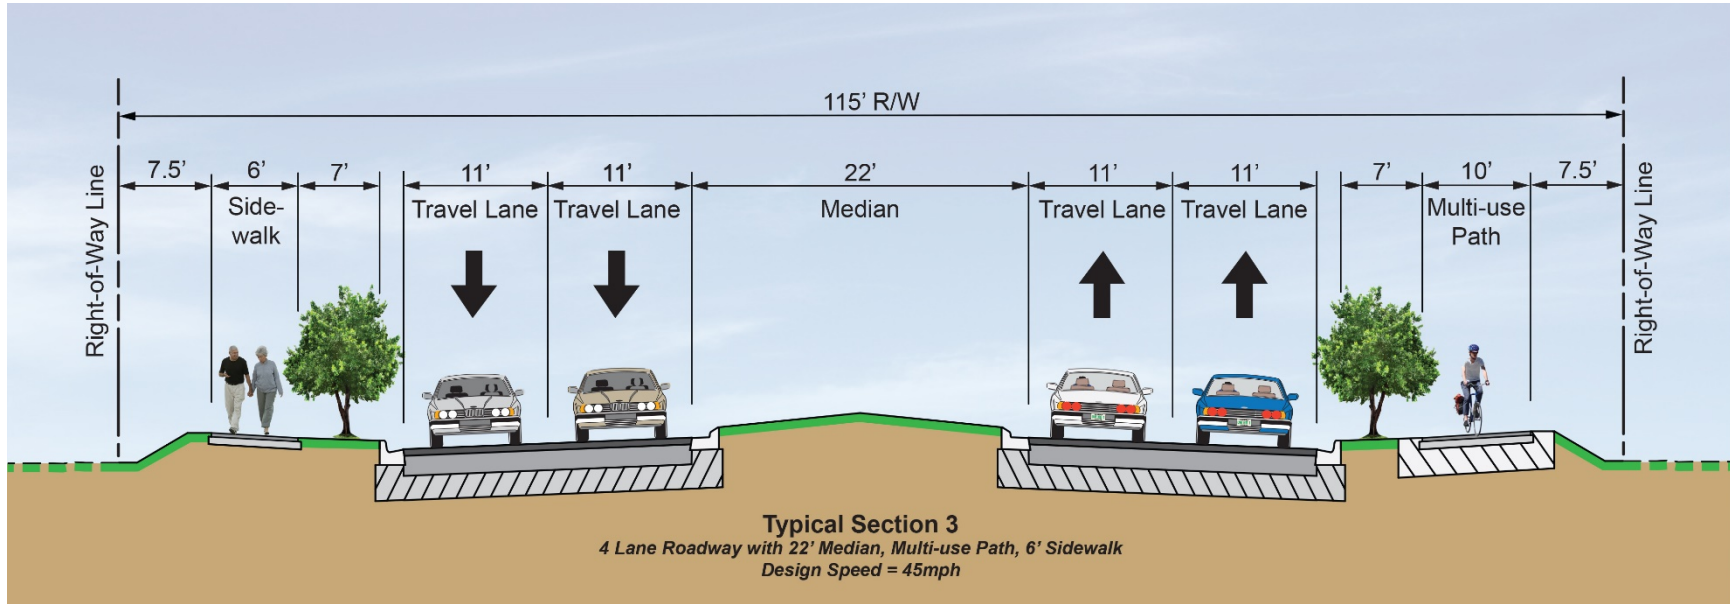 115’ R/W
7.5’ 6’ 7’ 11’ 11’ 22’ 11’ 11’ 7’ 10’ 7.5’
Side-
walk
Travel Lane
Travel Lane
Median
Travel Lane
Travel Lane
Multi-use
Path
Right-of-Way Line
Right-of-Way Line
Typical Section 3
4 Lane Roadway with 22’ Median, Multi-use Path, 6’ Sidewalk
Design Speed = 45mph